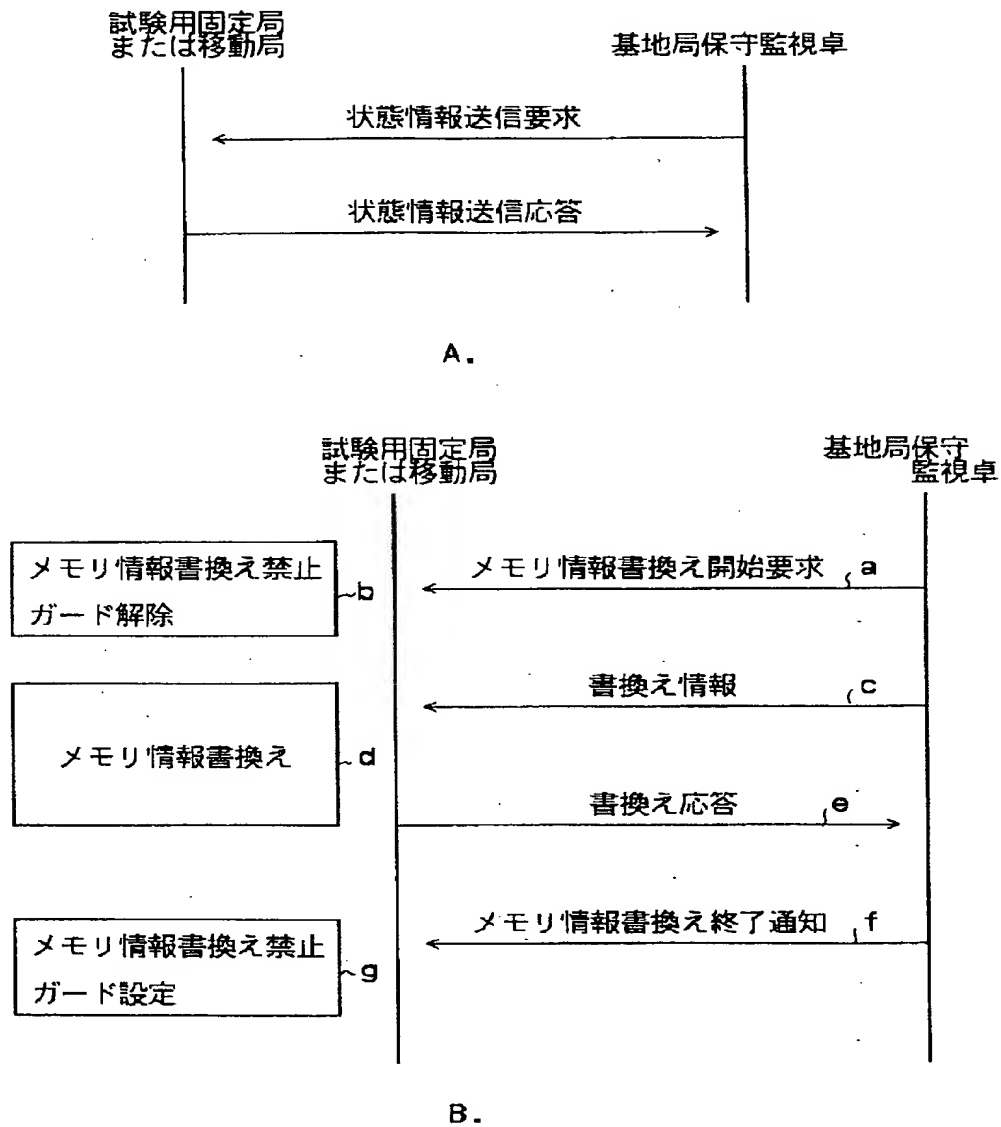 試験用固定局
または移動局
基地局保守監視卓
状態情報送信要求
状態情報送信応答
A.
試験用固定局
または移動局
基地局保守
監視卓
メモリ情報書換え禁止
ガード解除
b
メモリ情報書換え開始要求
a
書換え情報
c
メモリ情報書換え
d
書換え応答
e
メモリ情報書換え終了通知
f
メモリ情報書換え禁止
ガード設定
g
B.